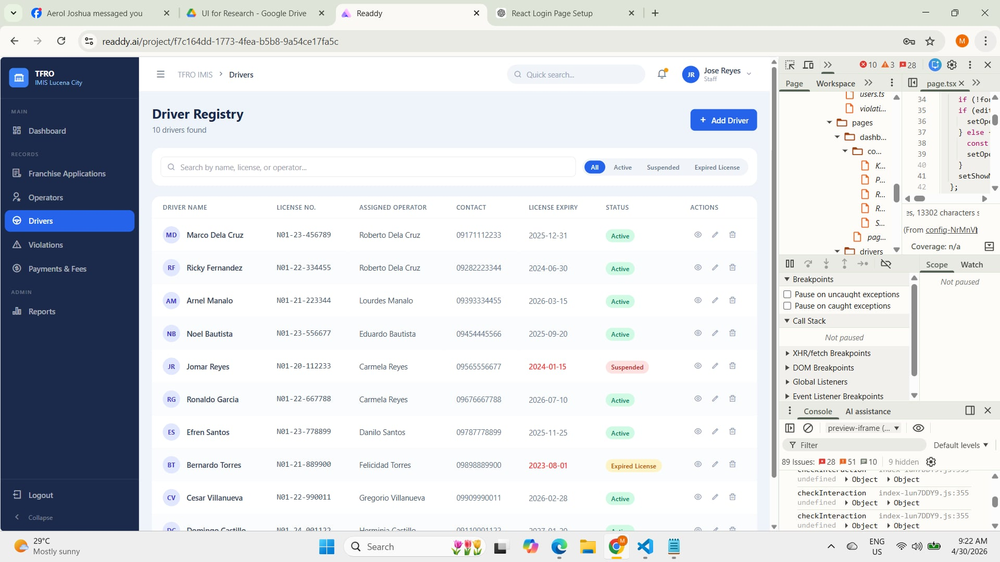 Aerol Joshua messaged you
UI for Research - Google Drive
Readdy
React Login Page Setup
readdy.ai/project/f7c164dd-1773-4fea-b5b8-9a54ce17fa5c
M
TFRO
IMIS Lucena City
MAIN
Dashboard
RECORDS
Franchise Applications
Operators
Drivers
Violations
Payments & Fees
ADMIN
Reports
Logout
Collapse
TFRO IMIS > Drivers
Quick search...
JR
Jose Reyes
Staff
Driver Registry
10 drivers found
+ Add Driver
Search by name, license, or operator...
All Active Suspended Expired License
DRIVER NAME LICENSE NO. ASSIGNED OPERATOR CONTACT LICENSE EXPIRY STATUS ACTIONS
MD Marco Dela Cruz N01-23-456789 Roberto Dela Cruz 09171112233 2025-12-31 Active
RF Ricky Fernandez N01-22-334455 Roberto Dela Cruz 09282223344 2024-06-30 Active
AM Arnel Manalo N01-21-223344 Lourdes Manalo 09393334455 2026-03-15 Active
NB Noel Bautista N01-23-556677 Eduardo Bautista 09454445566 2025-09-20 Active
JR Jomar Reyes N01-20-112233 Carmela Reyes 09565556677 2024-01-15 Suspended
RG Ronaldo Garcia N01-22-667788 Carmela Reyes 09676667788 2026-07-10 Active
ES Efren Santos N01-23-778899 Danilo Santos 09787778899 2025-11-25 Active
BT Bernardo Torres N01-21-889900 Felicidad Torres 09898889900 2023-08-01 Expired License
CV Cesar Villanueva N01-22-990011 Gregorio Villanueva 09909990011 2026-02-28 Active
DC Domingo Castillo N01-24-001122 Herminia Castillo 09110001122 2027-01-20 Active
10 3 28
Page Workspace
page.tsx
users.ts
violati...
pages
dashb...
co...
K...
P...
R...
R...
S...
pag...
drivers
34 if (!for
35 if (edit
36 setOpe
37 } else
38 const
39 setOpe
40 }
41 setShow
42 };
es, 13302 characters s
(From config-NrMnV
Coverage: n/a
Scope Watch
Not paused
Breakpoints
Pause on uncaught exceptions
Pause on caught exceptions
Call Stack
Not paused
XHR/fetch Breakpoints
DOM Breakpoints
Global Listeners
Event Listener Breakpoints
Console AI assistance
preview-iframe (...
Filter
Default levels
89 Issues: 28 51 10 9 hidden
checkInteraction index-lun7DDY9.js:355
undefined Object Object
checkInteraction index-lun7DDY9.js:355
undefined Object Object
checkInteraction index-lun7DDY9.js:355
undefined Object Object
29°C
Mostly sunny
Search
ENG
US
9:22 AM
4/30/2026